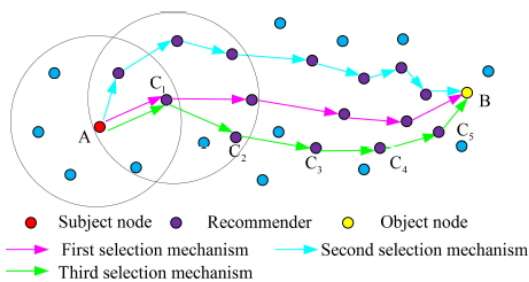 C1
B
A
C5
C2
C3
C4
Subject node Recommender Object node
First selection mechanism Second selection mechanism
Third selection mechanism